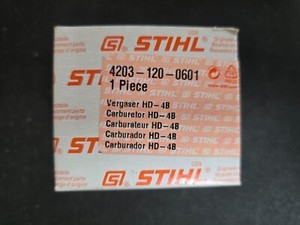 STIHL
4203-120-0601
1 Piece
Vergaser HD-4B
Carburetor HD-4B
Carburateur HD-4B
Carburador HD-4B
Carburador HD-4B
STIHL